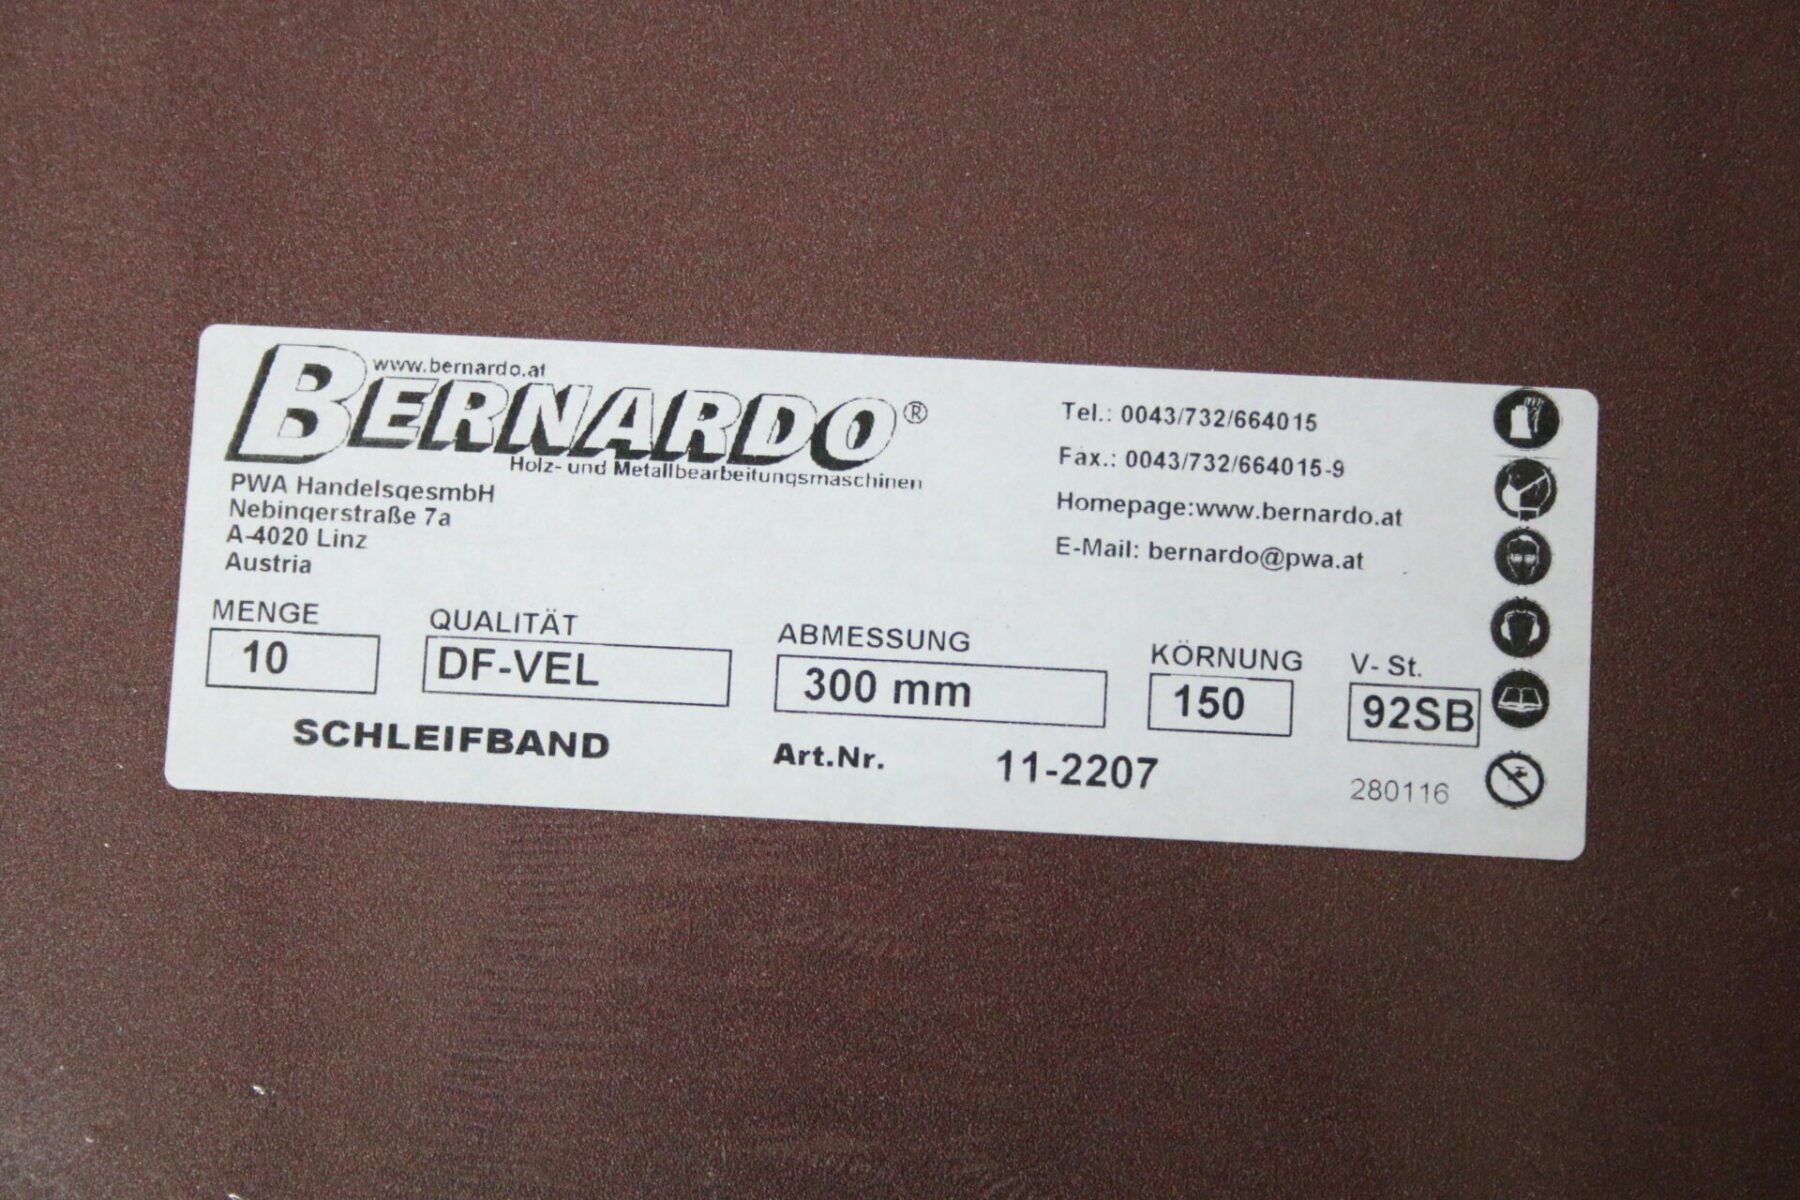 www.bernardo.at
BERNARDO®
Holz- und Metallbearbeitungsmaschinen
PWA HandelsgesmbH
Nebingerstraße 7a
A-4020 Linz
Austria
Tel.: 0043/732/664015
Fax.: 0043/732/664015-9
Homepage:www.bernardo.at
E-Mail: bernardo@pwa.at
MENGE QUALITÄT ABMESSUNG KÖRNUNG V- St.
10 DF-VEL 300 mm 150 92SB
SCHLEIFBAND Art.Nr. 11-2207 280116